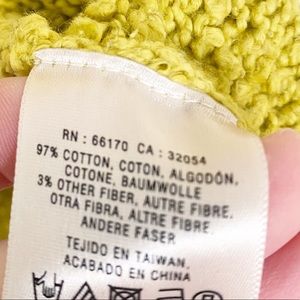 RN : 66170 CA : 32054
97% COTTON, COTON, ALGODÓN,
COTONE, BAUMWOLLE
3% OTHER FIBER, AUTRE FIBRE,
OTRA FIBRA, ALTRE FIBRE,
ANDERE FASER
TEJIDO EN TAIWAN,
ACABADO EN CHINA